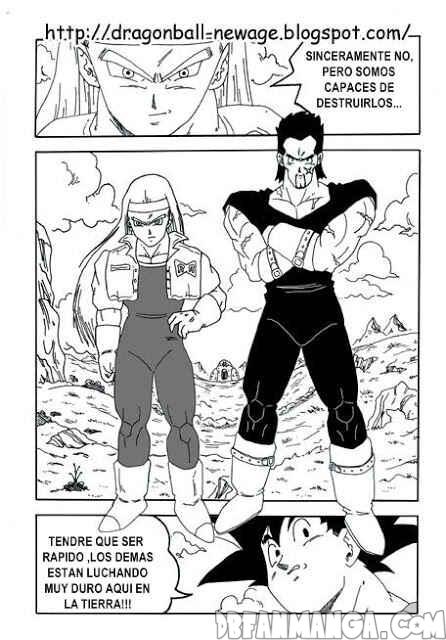 http://dragonball-newage.blogspot.com/
SINCERAMENTE NO,
PERO SOMOS
CAPACES DE
DESTRUIRLOS...
TENDRE QUE SER
RAPIDO ,LOS DEMAS
ESTAN LUCHANDO
MUY DURO AQUI EN
LA TIERRA!!!
DBFANMANGA.COM